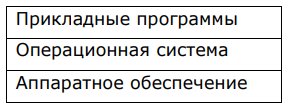 Прикладные программы
Операционная система
Аппаратное обеспечение